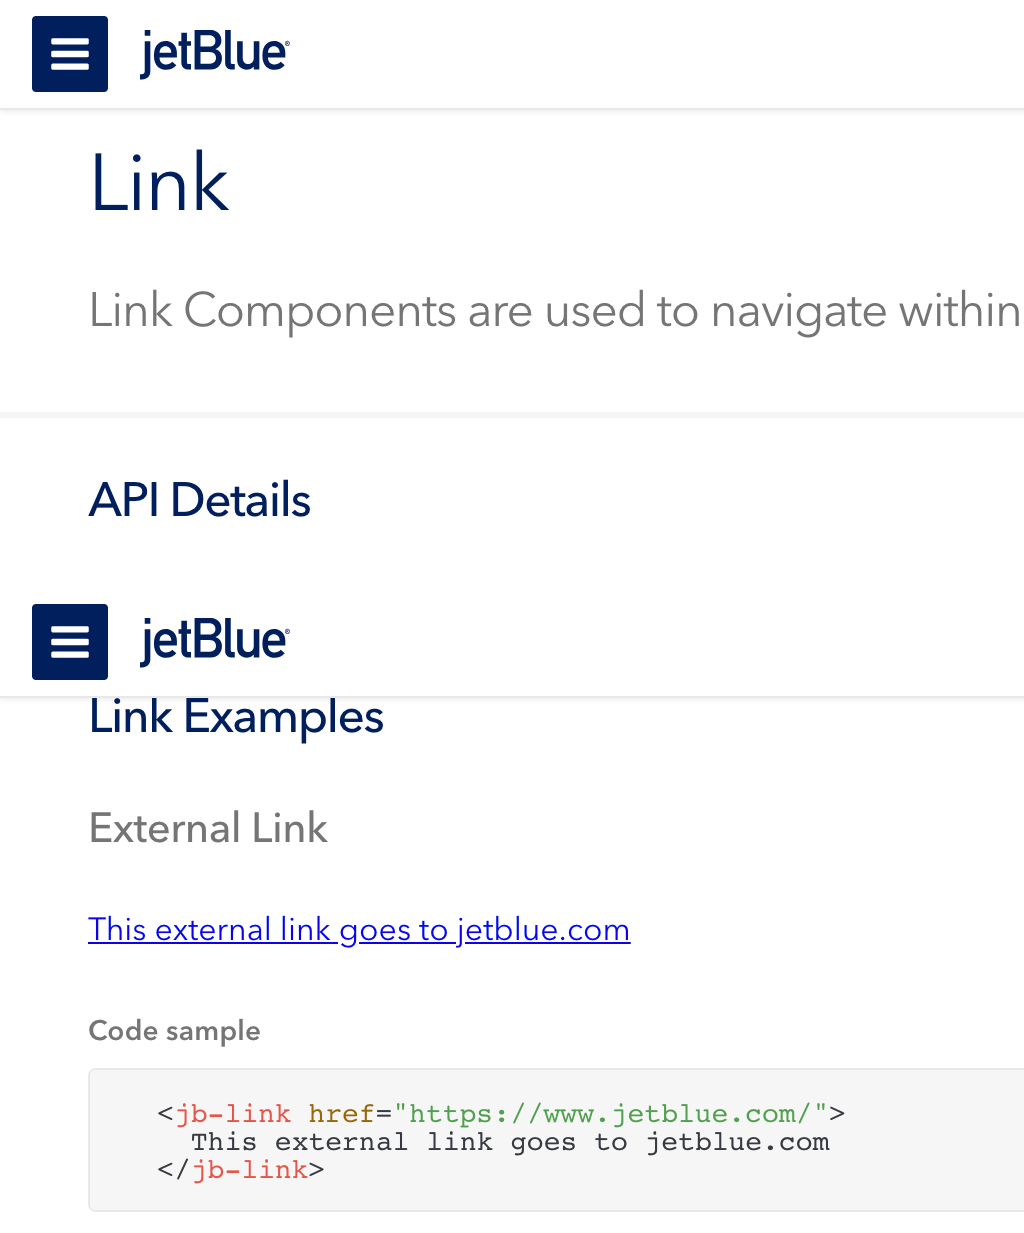 jetBlue
Link
Link Components are used to navigate within
API Details
jetBlue
Link Examples
External Link
This external link goes to jetblue.com
Code sample
<jb-link href="https://www.jetblue.com/">
This external link goes to jetblue.com
</jb-link>